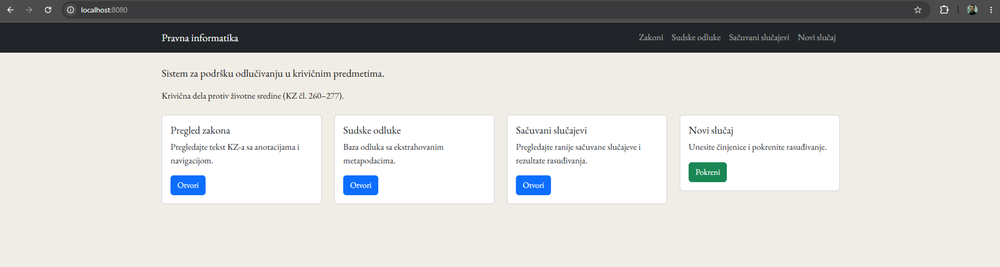 localhost:8080
Pravna informatika
Zakoni
Sudske odluke
Sačuvani slučajevi
Novi slučaj
Sistem za podršku odlučivanju u krivičnim predmetima.
Krivična dela protiv životne sredine (KZ čl. 260–277).
Pregled zakona
Pregledajte tekst KZ-a sa anotacijama i
navigacijom.
Otvori
Sudske odluke
Baza odluka sa ekstrahovanim
metapodacima.
Otvori
Sačuvani slučajevi
Pregledajte ranije sačuvane slučajeve i
rezultate rasuđivanja.
Otvori
Novi slučaj
Unesite činjenice i pokrenite rasuđivanje.
Pokreni